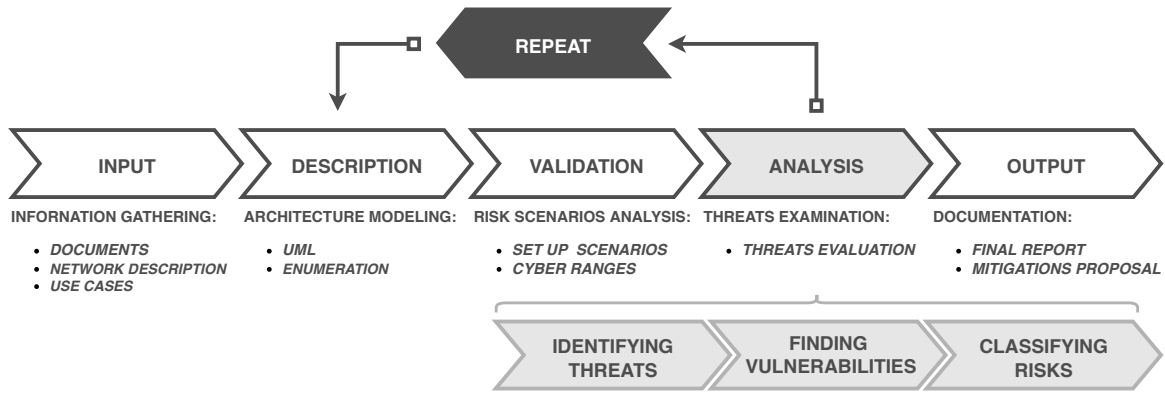 REPEAT
INPUT
DESCRIPTION
VALIDATION
ANALYSIS
OUTPUT
INFORNATION GATHERING:
• DOCUMENTS
• NETWORK DESCRIPTION
• USE CASES
ARCHITECTURE MODELING:
• UML
• ENUMERATION
RISK SCENARIOS ANALYSIS:
• SET UP SCENARIOS
• CYBER RANGES
THREATS EXAMINATION:
• THREATS EVALUATION
DOCUMENTATION:
• FINAL REPORT
• MITIGATIONS PROPOSAL
IDENTIFYING
THREATS
FINDING
VULNERABILITIES
CLASSIFYING
RISKS